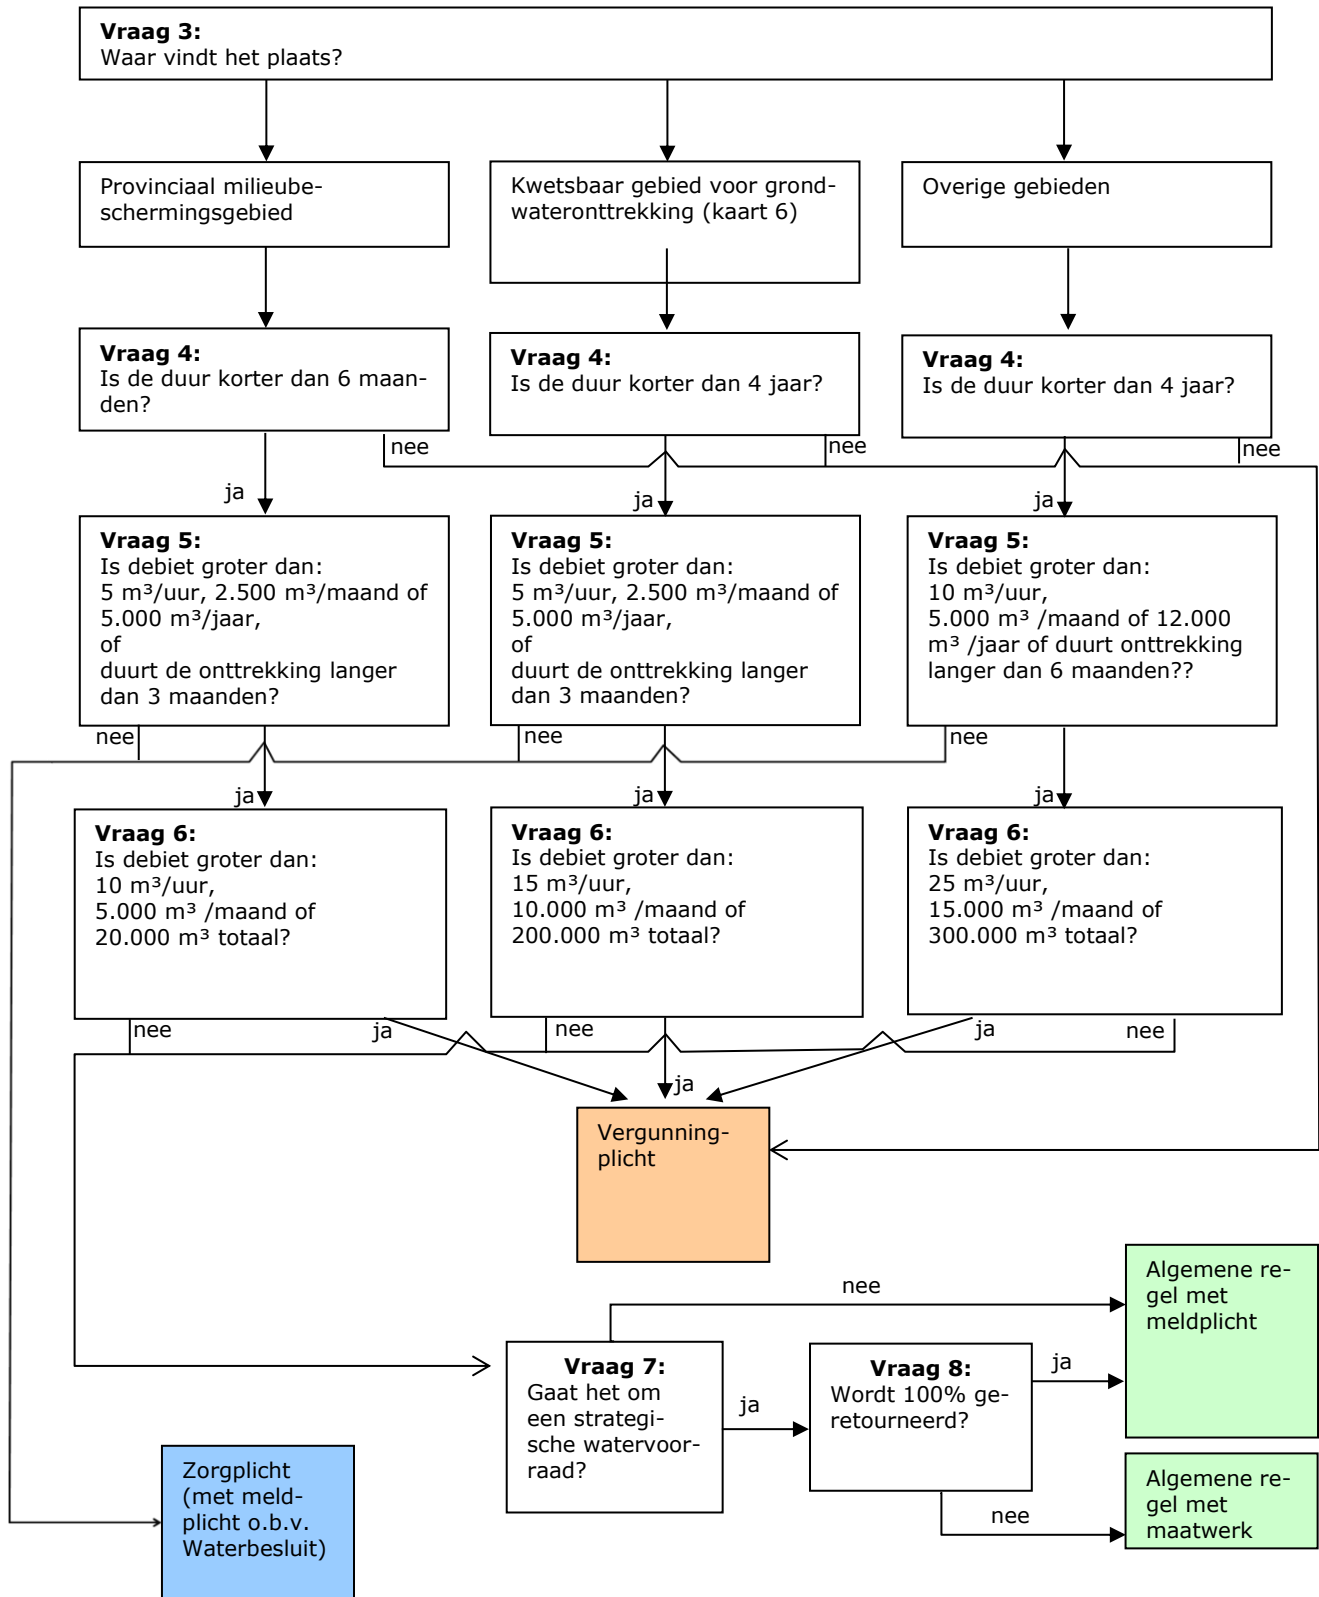 Vraag 3:
Waar vindt het plaats?
Provinciaal milieube-
schermingsgebied
Kwetsbaar gebied voor grond-
wateronttrekking (kaart 6)
Overige gebieden
Vraag 4:
Is de duur korter dan 6 maan-
den?
Vraag 4:
Is de duur korter dan 4 jaar?
Vraag 4:
Is de duur korter dan 4 jaar?
nee
nee
nee
ja
ja
ja
Vraag 5:
Is debiet groter dan:
5 m³/uur, 2.500 m³/maand of
5.000 m³/jaar,
of
duurt de onttrekking langer
dan 3 maanden?
Vraag 5:
Is debiet groter dan:
5 m³/uur, 2.500 m³/maand of
5.000 m³/jaar,
of
duurt de onttrekking langer
dan 3 maanden?
Vraag 5:
Is debiet groter dan:
10 m³/uur,
5.000 m³ /maand of 12.000
m³ /jaar of duurt onttrekking
langer dan 6 maanden??
nee
nee
nee
ja
ja
ja
Vraag 6:
Is debiet groter dan:
10 m³/uur,
5.000 m³ /maand of
20.000 m³ totaal?
Vraag 6:
Is debiet groter dan:
15 m³/uur,
10.000 m³ /maand of
200.000 m³ totaal?
Vraag 6:
Is debiet groter dan:
25 m³/uur,
15.000 m³ /maand of
300.000 m³ totaal?
nee
ja
nee
ja
ja
nee
Vergunning-
plicht
nee
Algemene re-
gel met
meldplicht
Vraag 7:
Gaat het om
een strategi-
sche watervoor-
raad?
ja
Vraag 8:
Wordt 100% ge-
retourneerd?
ja
nee
Algemene re-
gel met
maatwerk
Zorgplicht
(met meld-
plicht o.b.v.
Waterbesluit)